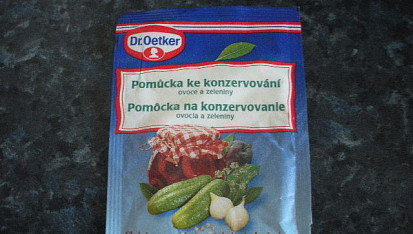 Dr.Oetker
Pomůcka ke konzervování
ovoce a zeleniny
Pomôcka na konzervovanie
ovocia a zeleniny